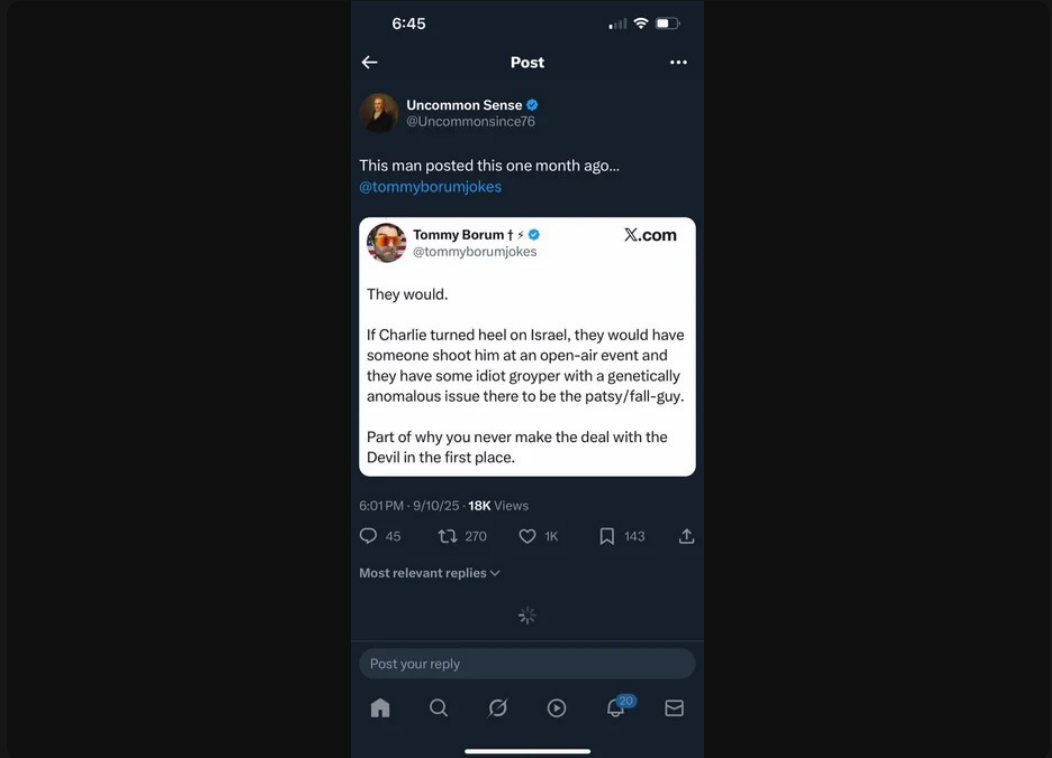 6:45
Post
Uncommon Sense
@Uncommonsince76
This man posted this one month ago...
@tommyborumjokes
Tommy Borum † ⚡
@tommyborumjokes
X.com
They would.
If Charlie turned heel on Israel, they would have
someone shoot him at an open-air event and
they have some idiot groyper with a genetically
anomalous issue there to be the patsy/fall-guy.
Part of why you never make the deal with the
Devil in the first place.
6:01 PM · 9/10/25 · 18K Views
45 270 1K 143
Most relevant replies
Post your reply
20